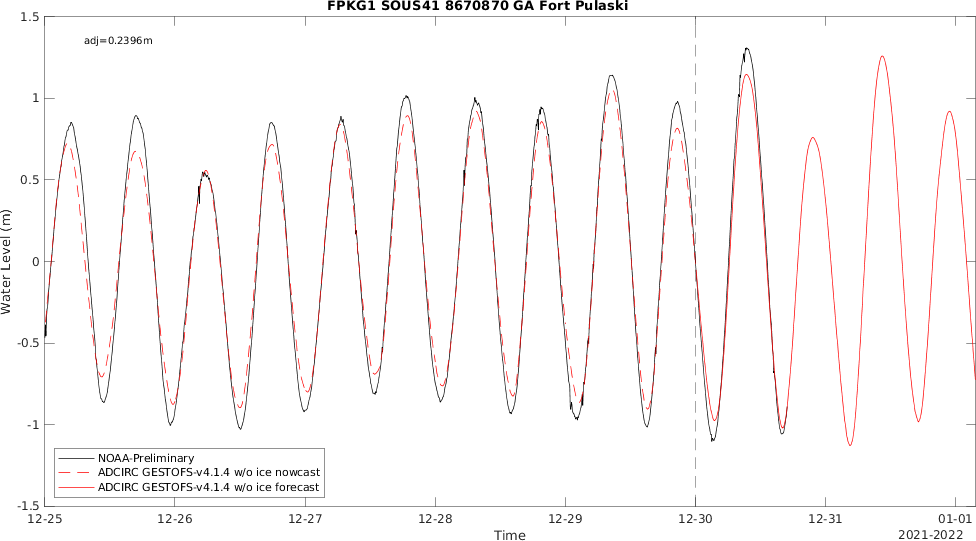 FPKG1 SOUS41 8670870 GA Fort Pulaski
adj=0.2396m
1.5
1
0.5
0
-0.5
-1
-1.5
Water Level (m)
NOAA-Preliminary
ADCIRC GESTOFS-v4.1.4 w/o ice nowcast
ADCIRC GESTOFS-v4.1.4 w/o ice forecast
12-25 12-26 12-27 12-28 12-29 12-30 12-31 01-01
Time
2021-2022